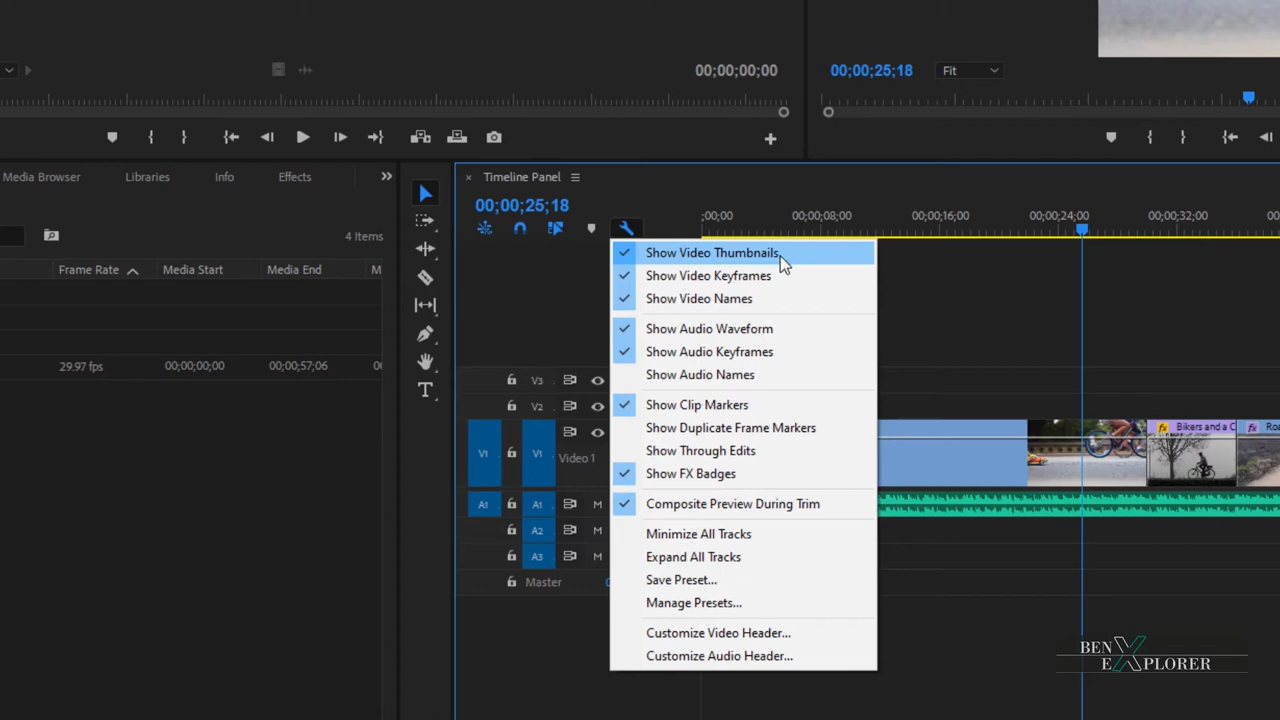 00;00;00;00
00;00;25;18
Fit
Media Browser
Libraries
Info
Effects
Timeline Panel
00;00;25;18
;00;00
00;00;08;00
00;00;16;00
00;00;24;00
00;00;32;00
4 Items
Frame Rate
Media Start
Media End
M
29.97 fps
00;00;00;00
00;00;57;06
Show Video Thumbnails
Show Video Keyframes
Show Video Names
Show Audio Waveform
Show Audio Keyframes
Show Audio Names
Show Clip Markers
Show Duplicate Frame Markers
Show Through Edits
Show FX Badges
Composite Preview During Trim
Minimize All Tracks
Expand All Tracks
Save Preset...
Manage Presets...
Customize Video Header...
Customize Audio Header...
V3
V2
V1
V1
Video 1
fx
Bikers and a C
fx
Roa
A1
A1
M
A2
M
A3
M
Master
T
BEN
EXPLORER